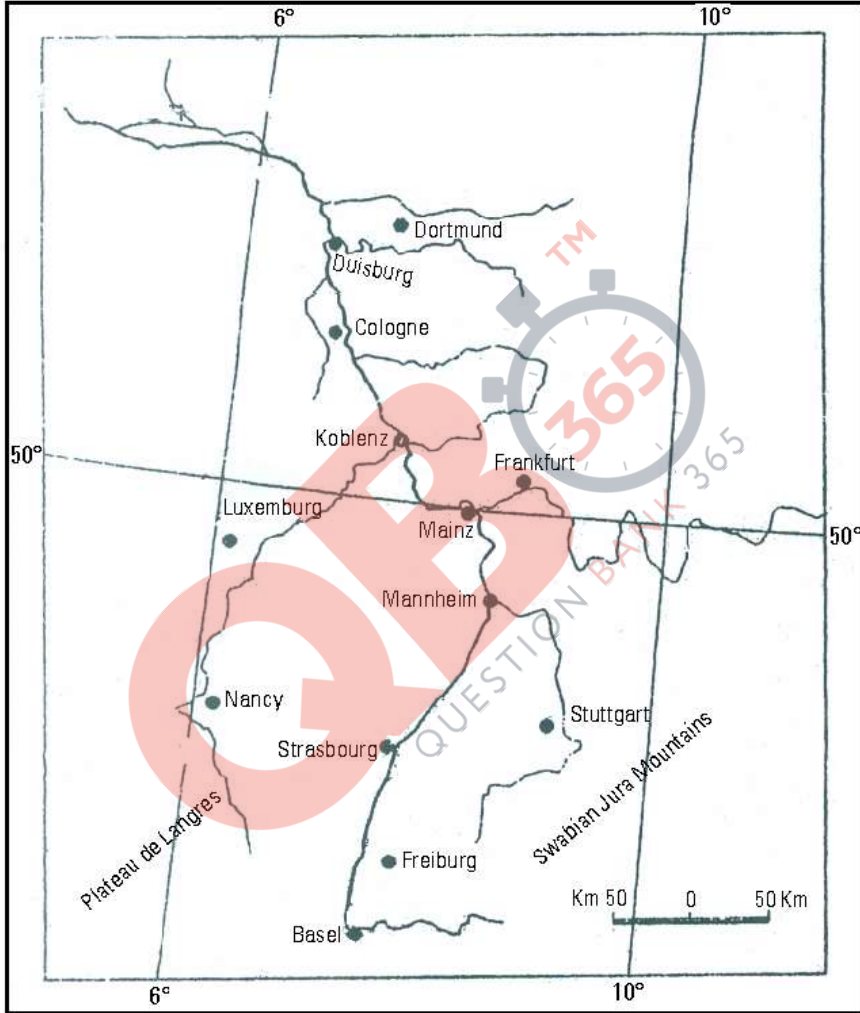 6°
10°
Dortmund
Duisburg
Cologne
Koblenz
50°
Frankfurt
Luxemburg
Mainz
50°
Mannheim
Nancy
Stuttgart
Strasbourg
Swabian Jura Mountains
Plateau de Langres
Freiburg
Km 50 0 50 Km
Basel
6°
10°
QB
365
TM
QUESTION BANK 365